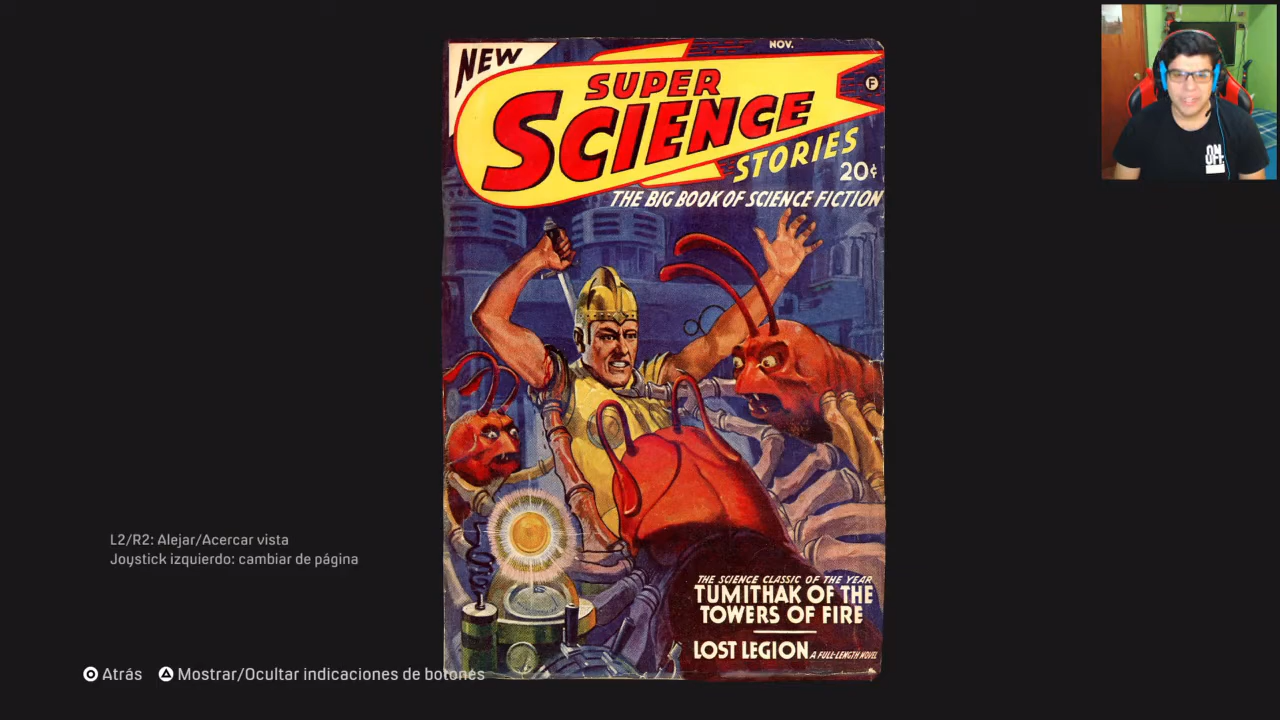 NEW
NOV.
SUPER
SCIENCE
STORIES
F
20¢
THE BIG BOOK OF SCIENCE FICTION
ON
OFF
L2/R2: Alejar/Acercar vista
Joystick izquierdo: cambiar de página
THE SCIENCE CLASSIC OF THE YEAR
TUMITHAK OF THE
TOWERS OF FIRE
LOST LEGION A FULL-LENGTH NOVEL
Atrás Mostrar/Ocultar indicaciones de botones